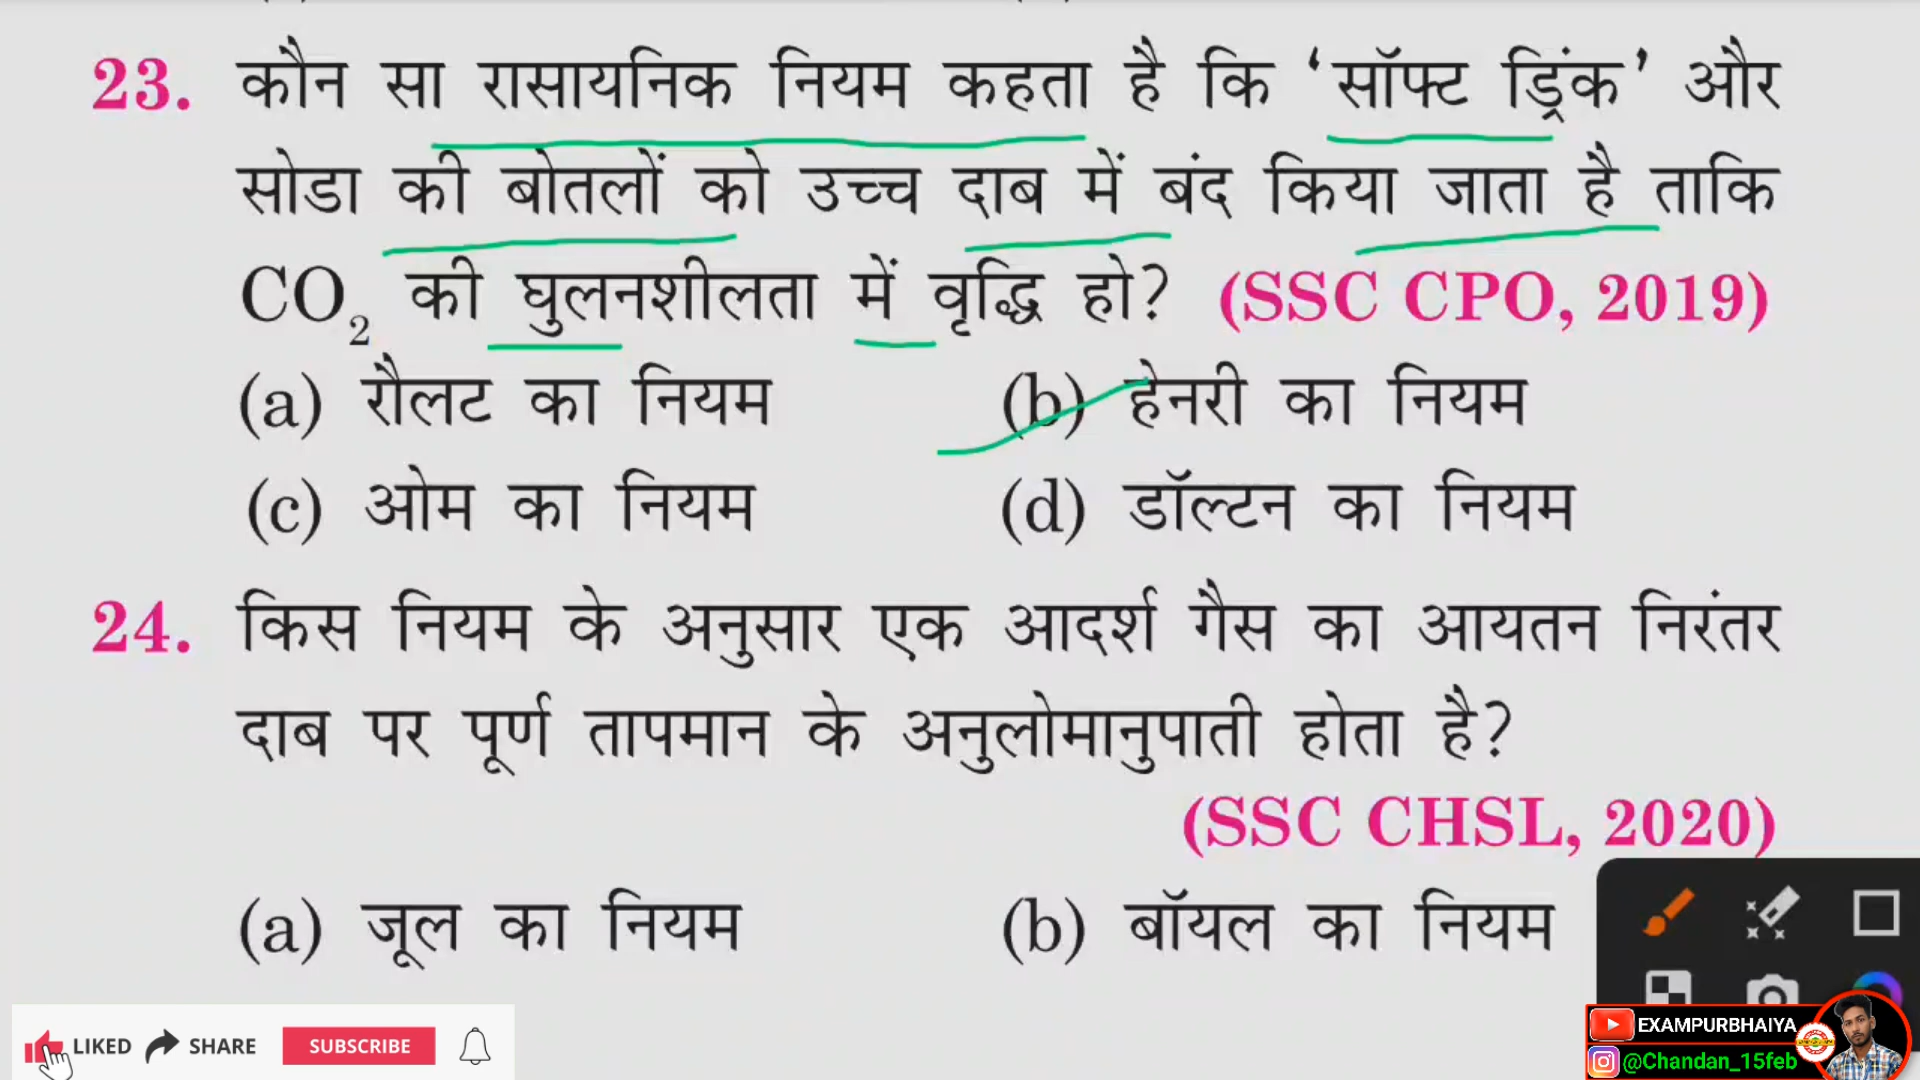 23. कौन सा रासायनिक नियम कहता है कि ‘सॉफ्ट ड्रिंक’ और
सोडा की बोतलों को उच्च दाब में बंद किया जाता है ताकि
CO₂ की घुलनशीलता में वृद्धि हो? (SSC CPO, 2019)
(a) रौलट का नियम (b) हेनरी का नियम
(c) ओम का नियम (d) डॉल्टन का नियम
24. किस नियम के अनुसार एक आदर्श गैस का आयतन निरंतर
दाब पर पूर्ण तापमान के अनुलोमानुपाती होता है?
(SSC CHSL, 2020)
(a) जूल का नियम (b) बॉयल का नियम
LIKED SHARE SUBSCRIBE
EXAMPURBHAIYA
@Chandan_15feb